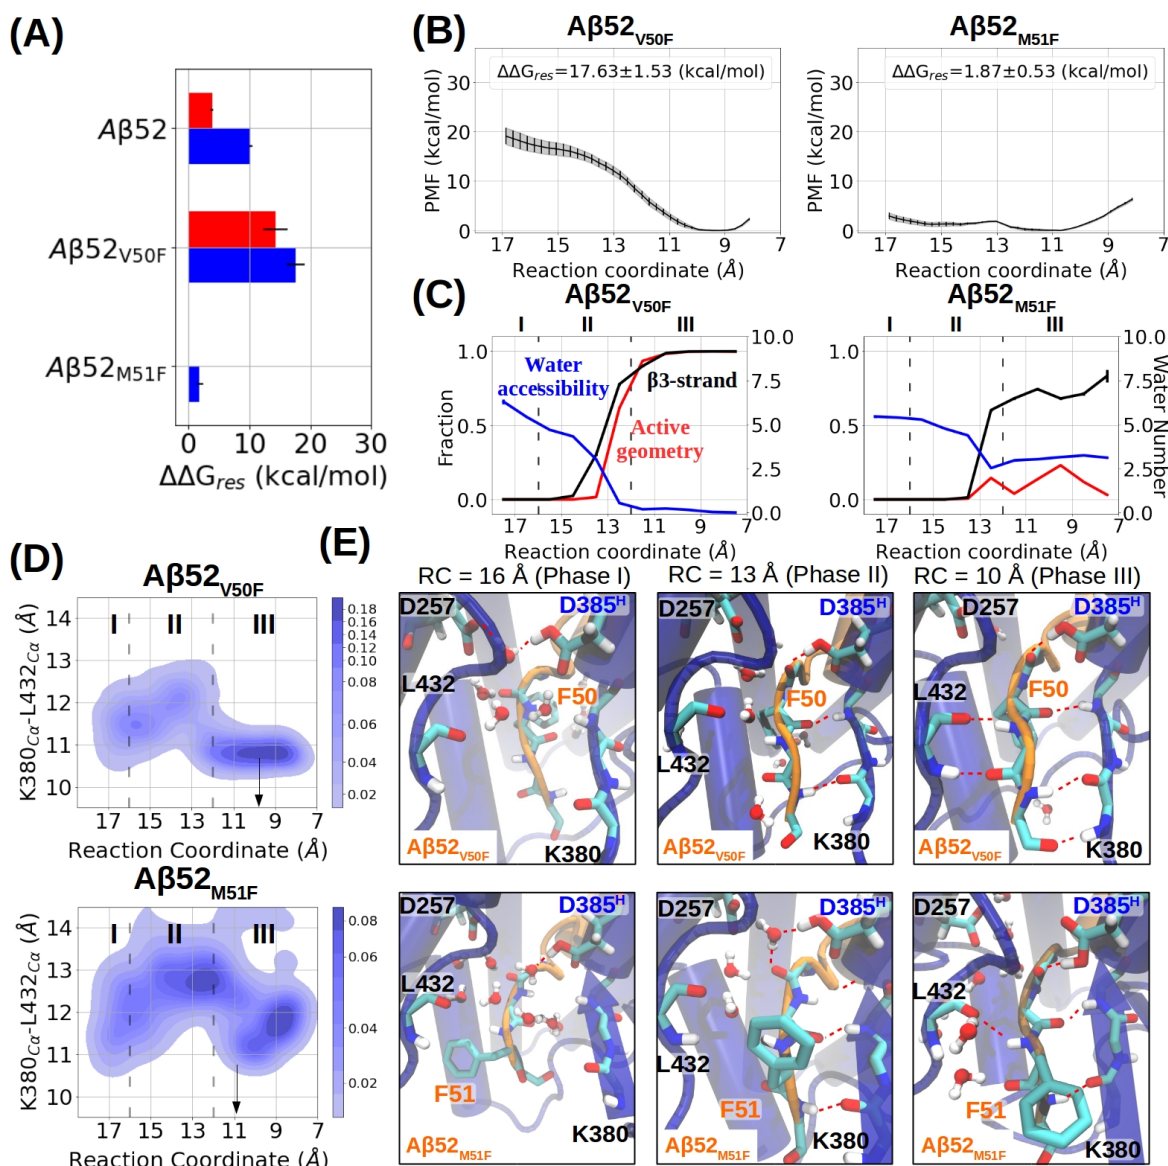 (A)
Aβ52
Aβ52V50F
Aβ52M51F
0 10 20 30
ΔΔGres (kcal/mol)
(B)
Aβ52V50F
ΔΔGres=17.63±1.53 (kcal/mol)
PMF (kcal/mol)
30
20
10
0
17 15 13 11 9 7
Reaction coordinate (Å)
Aβ52M51F
ΔΔGres=1.87±0.53 (kcal/mol)
PMF (kcal/mol)
30
20
10
0
17 15 13 11 9 7
Reaction coordinate (Å)
(C)
Aβ52V50F
I II III
Fraction
1.0
0.5
0.0
10.0
7.5
5.0
2.5
0.0
Water
accessibility
β3-strand
Active
geometry
17 15 13 11 9 7
Reaction coordinate (Å)
Aβ52M51F
I II III
1.0
0.5
0.0
10.0
7.5
5.0
2.5
0.0
Water Number
17 15 13 11 9 7
Reaction coordinate (Å)
(D)
Aβ52V50F
I II III
K380Cα-L432Cα (Å)
14
13
12
11
10
0.18
0.16
0.14
0.12
0.10
0.08
0.06
0.04
0.02
17 15 13 11 9 7
Reaction Coordinate (Å)
Aβ52M51F
I II III
K380Cα-L432Cα (Å)
14
13
12
11
10
0.08
0.06
0.04
0.02
17 15 13 11 9 7
Reaction Coordinate (Å)
(E)
RC = 16 Å (Phase I)
D257
D385H
L432
F50
K380
Aβ52V50F
RC = 13 Å (Phase II)
D257
D385H
F50
L432
K380
Aβ52V50F
RC = 10 Å (Phase III)
D257
D385H
L432
F50
K380
Aβ52V50F
D257
D385H
L432
F51
K380
Aβ52M51F
D257
D385H
L432
F51
K380
Aβ52M51F
D257
D385H
L432
F51
K380
Aβ52M51F